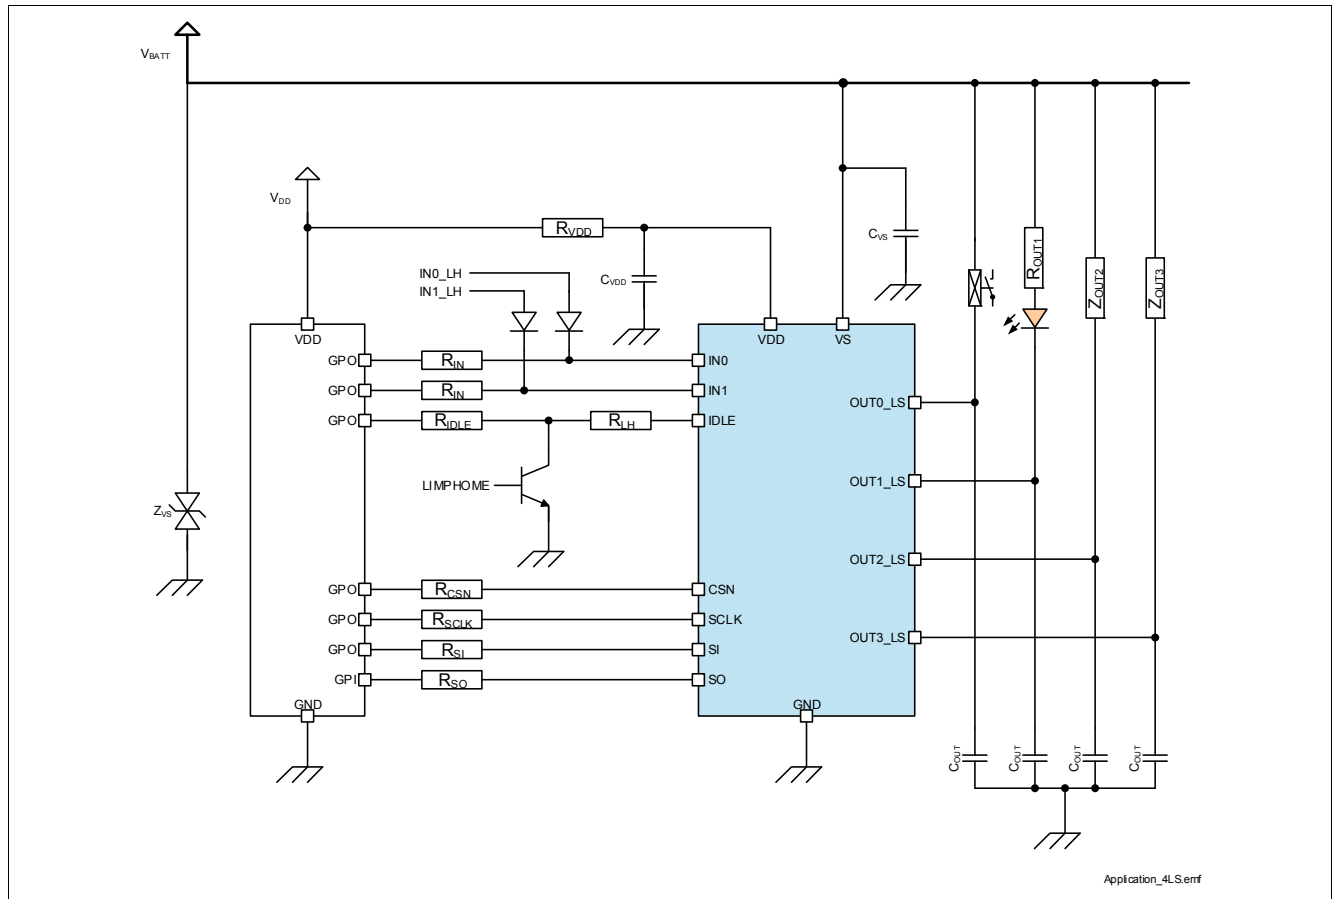 VBATT
VDD
RVDD
CVS
CVDD
IN0_LH
IN1_LH
ROUT1
ZOUT2
ZOUT3
VDD
VDD
VS
GPO
RIN
IN0
GPO
RIN
IN1
OUT0_LS
GPO
RIDLE
RLH
IDLE
LIMPHOME
OUT1_LS
ZVS
OUT2_LS
GPO
RCSN
CSN
GPO
RSCLK
SCLK
OUT3_LS
GPO
RSI
SI
GPI
RSO
SO
GND
GND
COUT
COUT
COUT
COUT
Application_4LS.emf